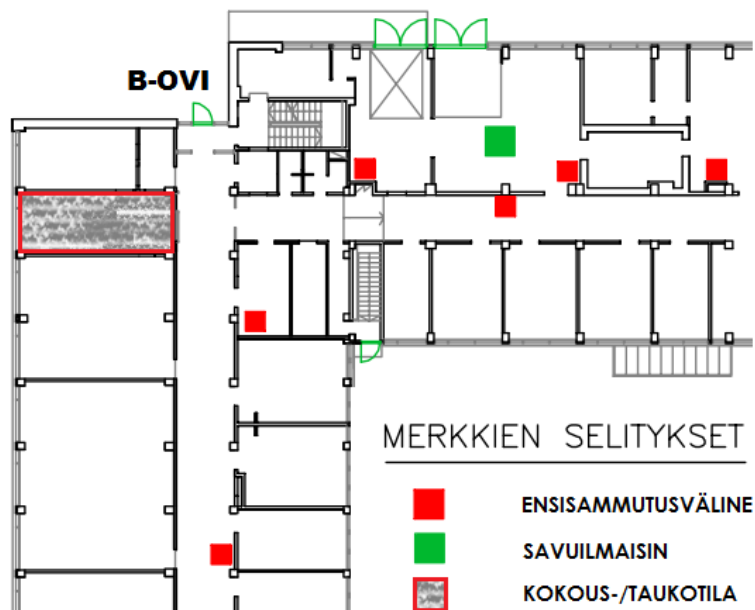 B-OVI
MERKKIEN SELITYKSET
ENSISAMMUTUSVÄLINE
SAVUILMAISIN
KOKOUS-/TAUKOTILA